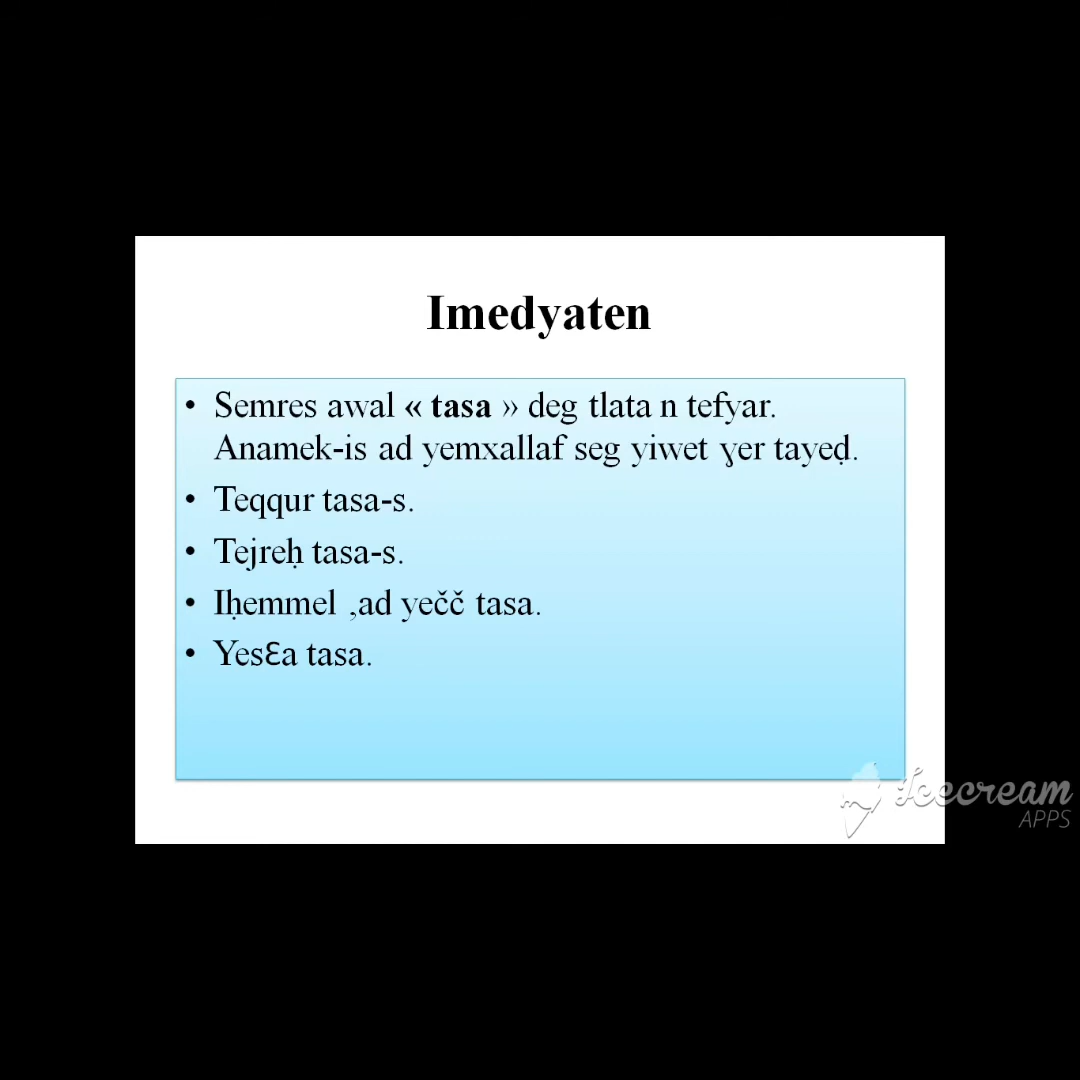 Imedyaten
• Semres awal « tasa » deg tlata n tefyar.
Anamek-is ad yemxallaf seg yiwet ɣer tayeḍ.
• Teqqur tasa-s.
• Tejreḥ tasa-s.
• Iḥemmel ,ad yečč tasa.
• YesƐa tasa.
Icecream
APPS